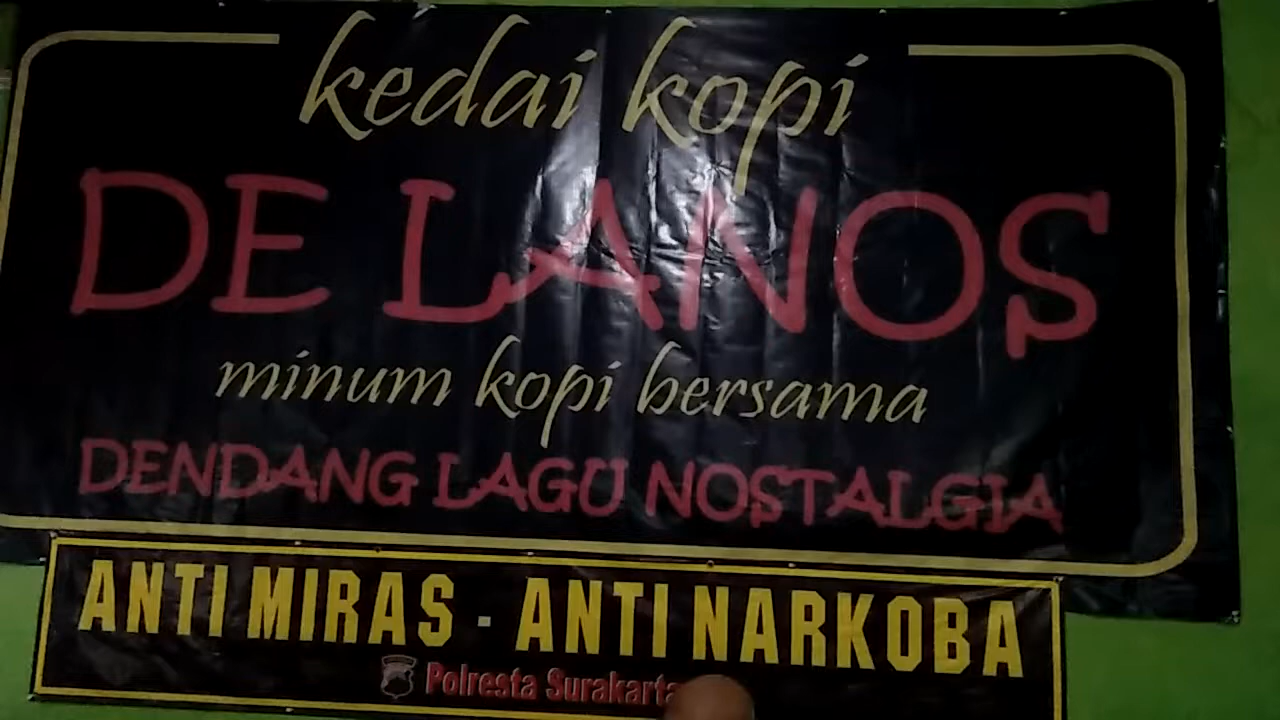 kedai kopi
DE LANOS
minum kopi bersama
DENDANG LAGU NOSTALGIA
ANTI MIRAS - ANTI NARKOBA
Polresta Surakarta